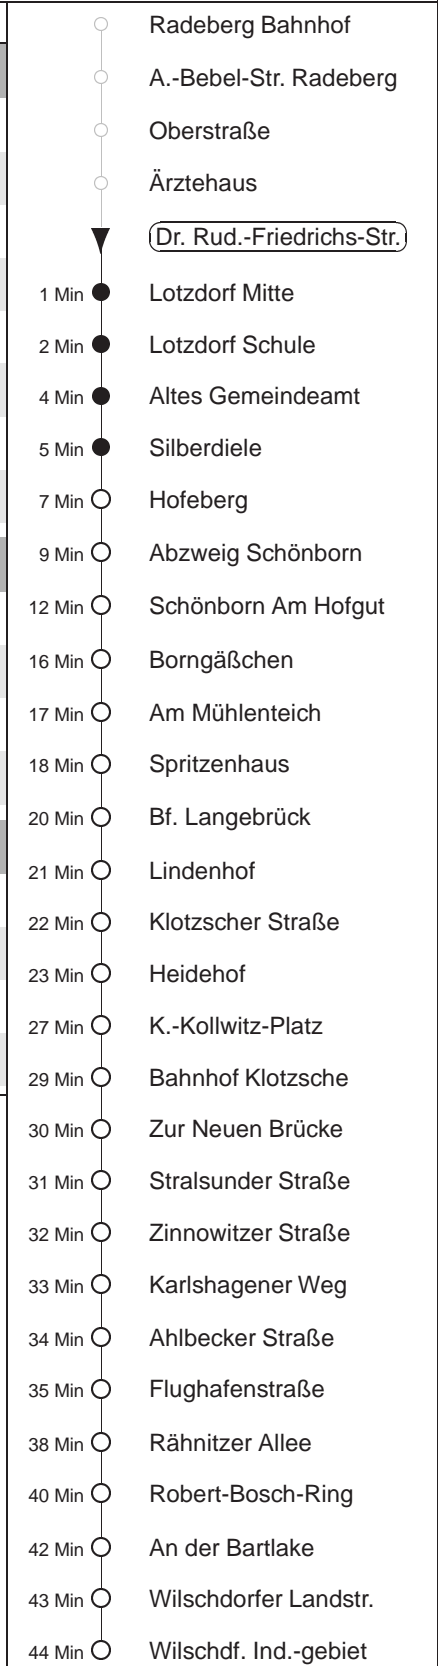 Radeberg Bahnhof
A.-Bebel-Str. Radeberg
Oberstraße
Ärztehaus
Dr. Rud.-Friedrichs-Str.
1 Min Lotzdorf Mitte
2 Min Lotzdorf Schule
4 Min Altes Gemeindeamt
5 Min Silberdiele
7 Min Hofeberg
9 Min Abzweig Schönborn
12 Min Schönborn Am Hofgut
16 Min Borngäßchen
17 Min Am Mühlenteich
18 Min Spritzenhaus
20 Min Bf. Langebrück
21 Min Lindenhof
22 Min Klotzscher Straße
23 Min Heidehof
27 Min K.-Kollwitz-Platz
29 Min Bahnhof Klotzsche
30 Min Zur Neuen Brücke
31 Min Stralsunder Straße
32 Min Zinnowitzer Straße
33 Min Karlshagener Weg
34 Min Ahlbecker Straße
35 Min Flughafenstraße
38 Min Rähnitzer Allee
40 Min Robert-Bosch-Ring
42 Min An der Bartlake
43 Min Wilschdorfer Landstr.
44 Min Wilschdf. Ind.-gebiet